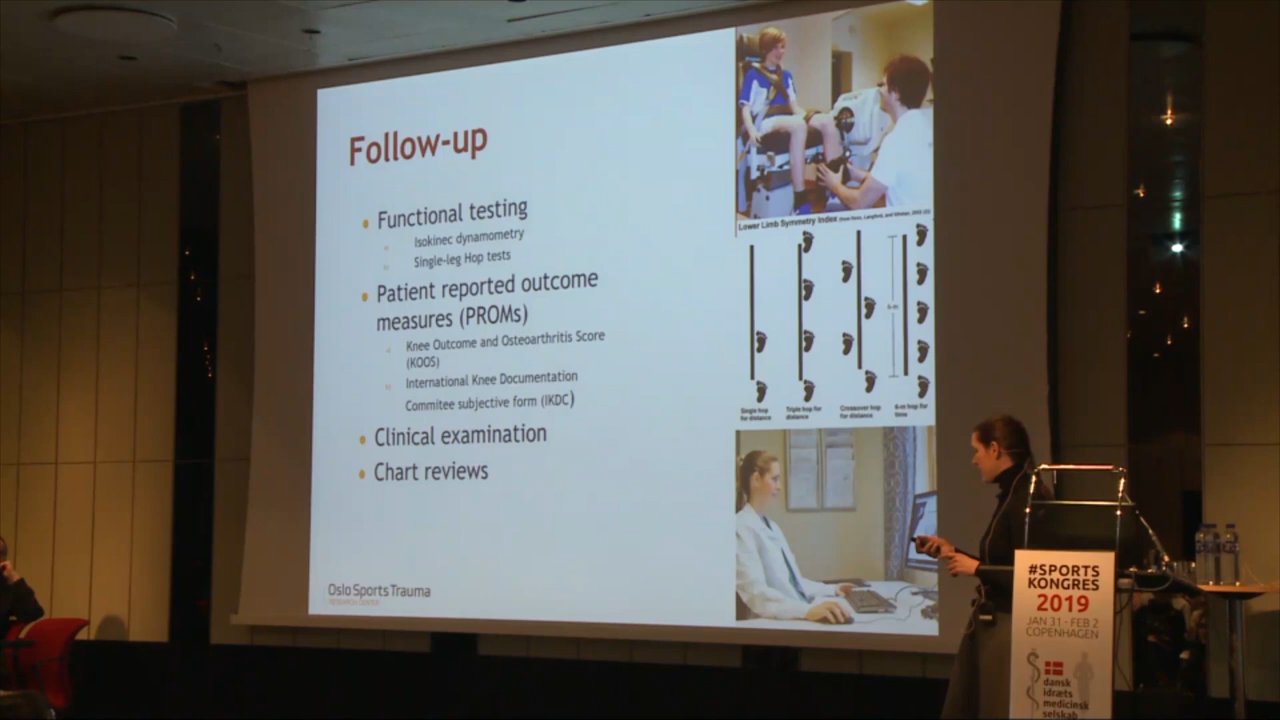 Follow-up
Functional testing
Isokinec dynamometry
Single-leg Hop tests
Patient reported outcome
measures (PROMs)
Knee Outcome and Osteoarthritis Score
(KOOS)
International Knee Documentation
Commitee subjective form (IKDC)
Clinical examination
Chart reviews
Oslo Sports Trauma
RESEARCH CENTER
Lower Limb Symmetry Index
6-m
Single hop
for distance
Triple hop for
distance
Crossover hop
for distance
6-m hop for
time
#SPORTS
KONGRES
2019
JAN 31 - FEB 2
COPENHAGEN
dansk
idræts
medicinsk
selskab